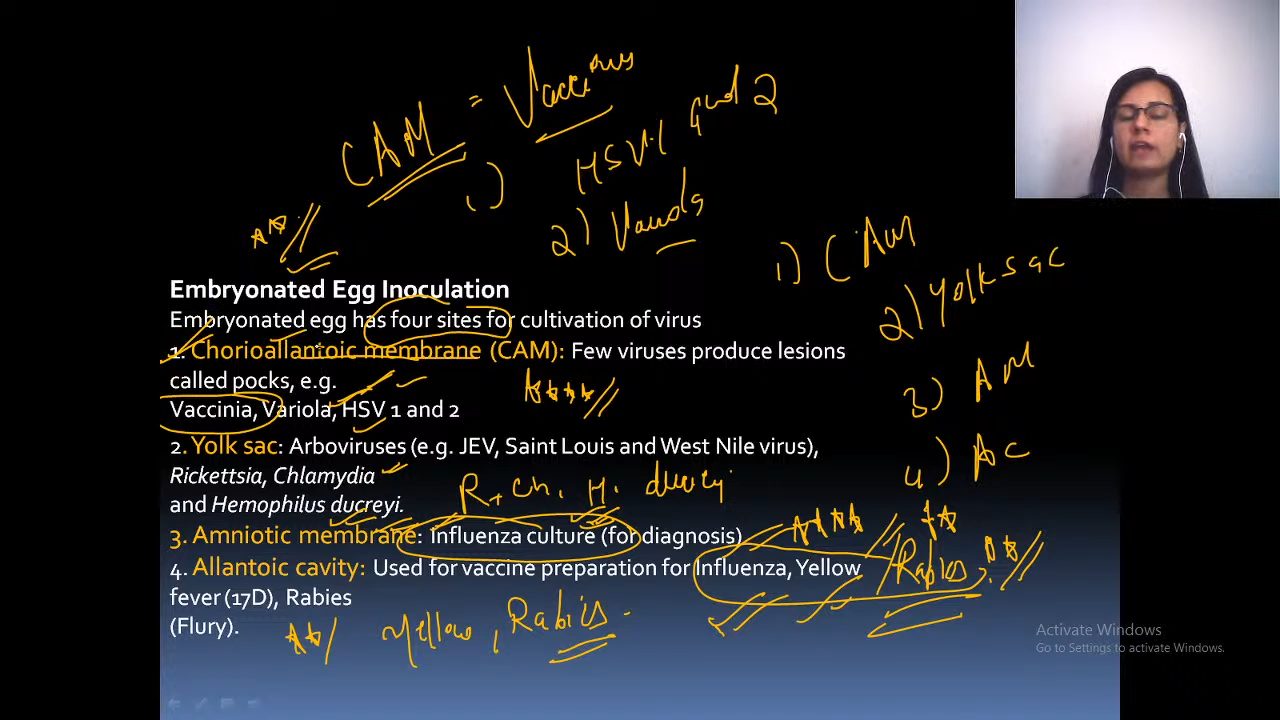 CAM = Vaccinus
1) HSV-1 and 2
2) 
1) CAM
2) Yolk sac
3) AM
4) AC
Embryonated Egg Inoculation
Embryonated egg has four sites for cultivation of virus
1. Chorioallantoic membrane (CAM): Few viruses produce lesions
called pocks, e.g.
Vaccinia, Variola, HSV 1 and 2
2. Yolk sac: Arboviruses (e.g. JEV, Saint Louis and West Nile virus),
Rickettsia, Chlamydia
R, Ch, H. ducreyi
and Hemophilus ducreyi.
3. Amniotic membrane: Influenza culture (for diagnosis)
4. Allantoic cavity: Used for vaccine preparation for Influenza, Yellow
Rabies
fever (17D), Rabies
(Flury).
Yellow, Rabies
Activate Windows
Go to Settings to activate Windows.